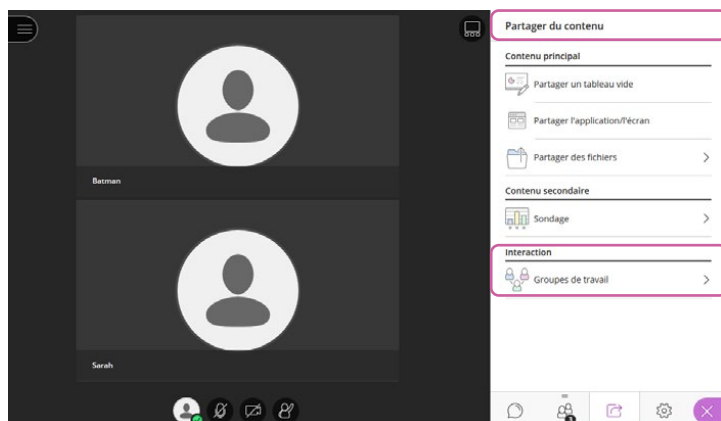 Batman
Sarah
Partager du contenu
Contenu principal
Partager un tableau vide
Partager l'application/l'écran
Partager des fichiers
Contenu secondaire
Sondage
Interaction
Groupes de travail